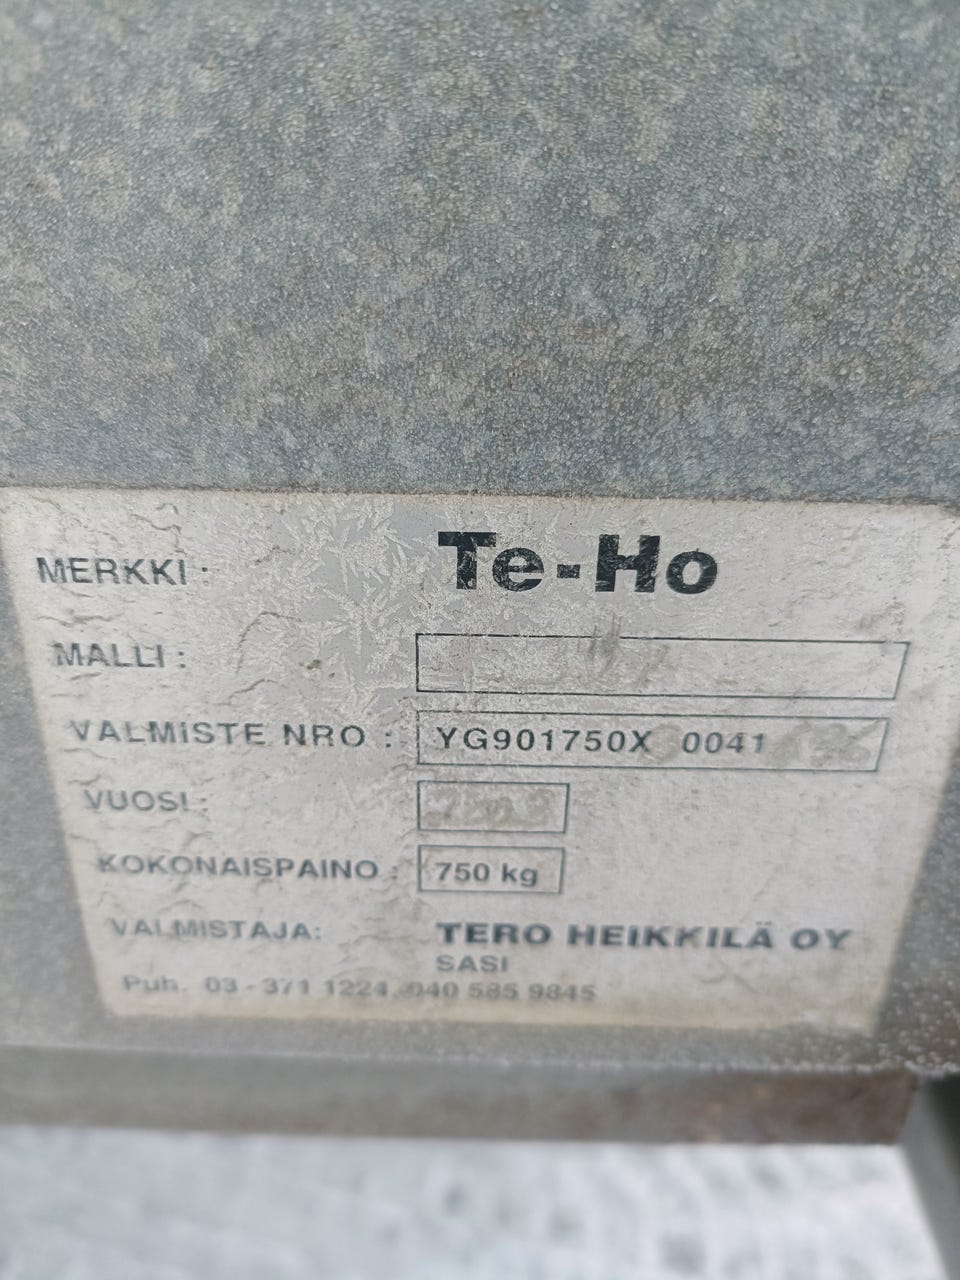 MERKKI : Te-Ho
MALLI :
VALMISTE NRO : YG901750X 0041
VUOSI :
KOKONAISPAINO : 750 kg
VALMISTAJA: TERO HEIKKILÄ OY
SASI
Puh. 03 - 371 1224, 040 585 9845